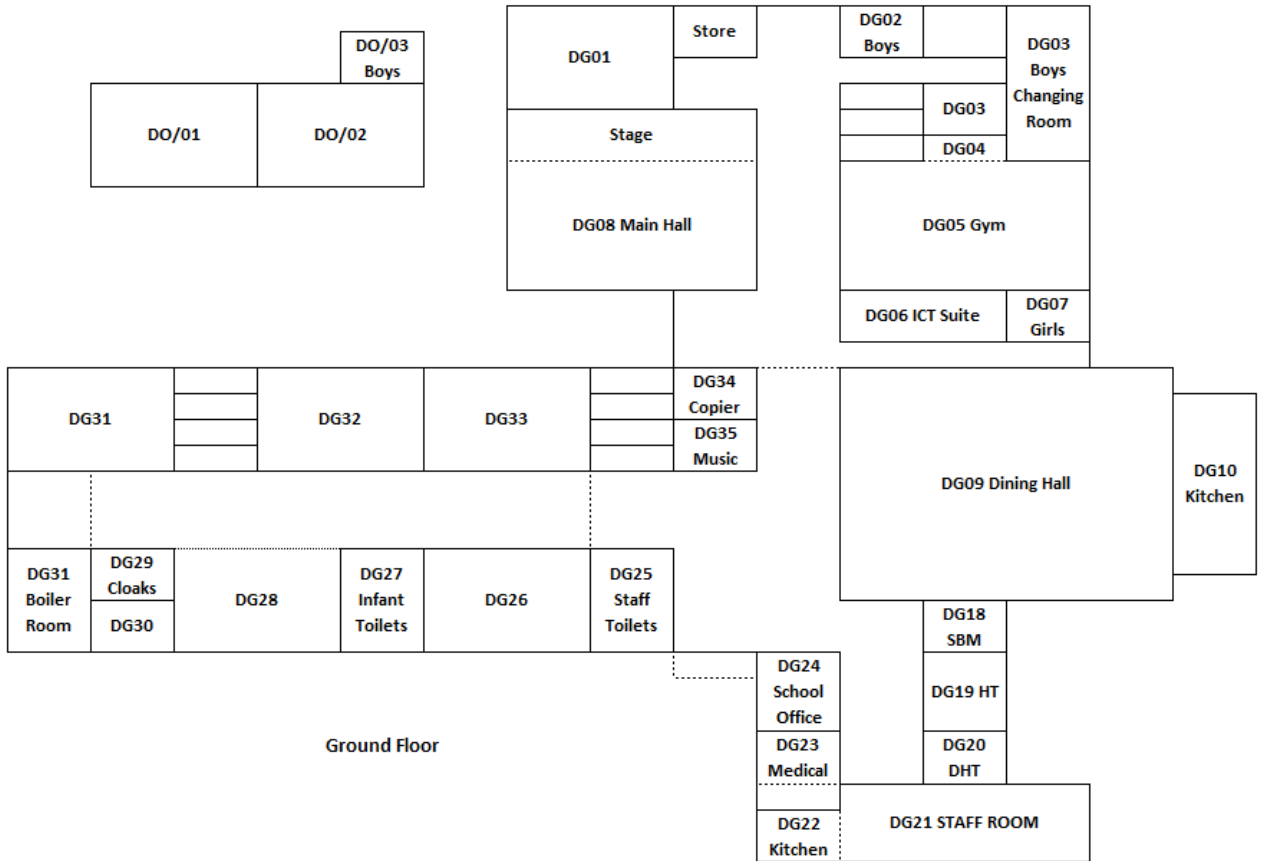 DO/03
Boys
DO/01
DO/02
DG01
Store
DG02
Boys
DG03
Boys
Changing
Room
DG03
DG04
Stage
DG08 Main Hall
DG05 Gym
DG06 ICT Suite
DG07
Girls
DG31
DG32
DG33
DG34
Copier
DG35
Music
DG09 Dining Hall
DG10
Kitchen
DG31
Boiler
Room
DG29
Cloaks
DG30
DG28
DG27
Infant
Toilets
DG26
DG25
Staff
Toilets
DG18
SBM
DG24
School
Office
DG19 HT
Ground Floor
DG23
Medical
DG20
DHT
DG22
Kitchen
DG21 STAFF ROOM